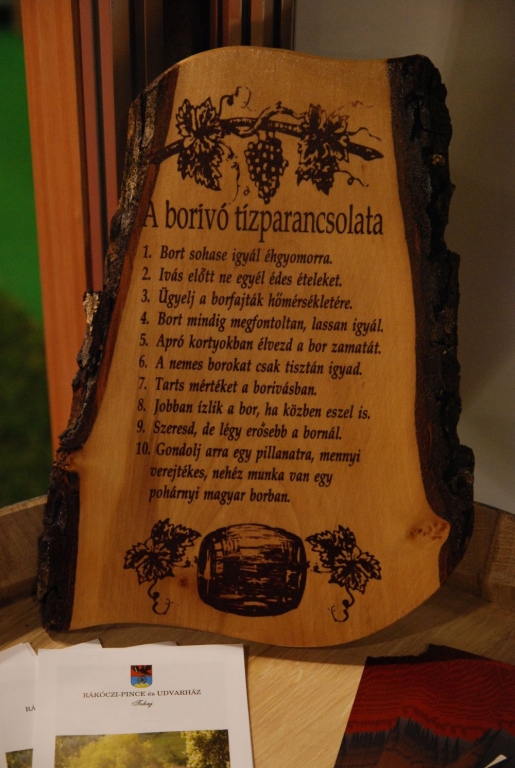 A borivó tízparancsolata
1. Bort sohase igyál éhgyomorra.
2. Ivás előtt ne egyél édes ételeket.
3. Ügyelj a borfajták hőmérsékletére.
4. Bort mindig megfontoltan, lassan igyál.
5. Apró kortyokban élvezd a bor zamatát.
6. A nemes borokat csak tisztán igyad.
7. Tarts mértéket a borivásban.
8. Jobban ízlik a bor, ha közben eszel is.
9. Szeresd, de légy erősebb a bornál.
10. Gondolj arra egy pillanatra, mennyi
verejtékes, nehéz munka van egy
pohárnyi magyar borban.
RÁKÓCZI-PINCE és UDVARHÁZ
Tokaj